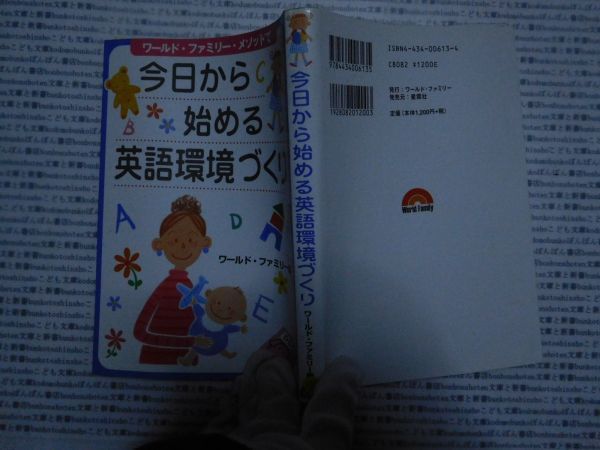 ワールド・ファミリー・メソッドで
今日から
始める
英語環境づくり
C
B
A
D
E
ワールド・ファミリー
今日から始める英語環境づくり
ワールド・ファミリー
9784434006135
1928082012003
ISBN4-434-00613-4
C8082 ¥1200E
発行:ワールド・ファミリー
発売元:星雲社
定価(本体1,200円+税)
World Family